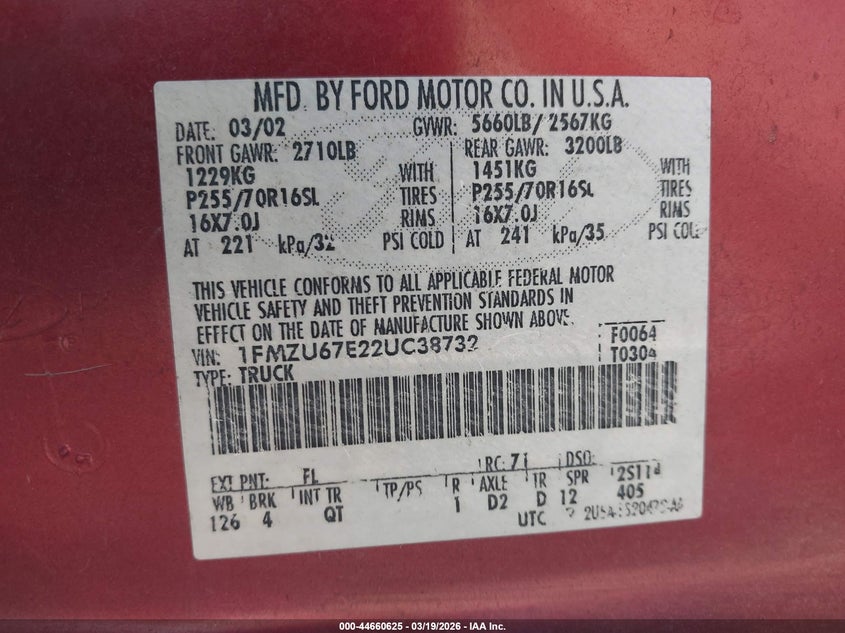 MFD. BY FORD MOTOR CO. IN U.S.A.
DATE: 03/02 GVWR: 5660LB/ 2567KG
FRONT GAWR: 2710LB REAR GAWR: 3200LB
1229KG WITH 1451KG WITH
P255/70R16SL TIRES P255/70R16SL TIRES
16X7.0J RIMS 16X7.0J RIMS
AT 221 kPa/32 PSI COLD AT 241 kPa/35 PSI COL
THIS VEHICLE CONFORMS TO ALL APPLICABLE FEDERAL MOTOR
VEHICLE SAFETY AND THEFT PREVENTION STANDARDS IN
EFFECT ON THE DATE OF MANUFACTURE SHOWN ABOVE.
VIN: 1FMZU67E22UC38732 F0064
TYPE: TRUCK T0304
EXT PNT: FL RC: 71 DSO:
WB BRK INT TR TP/PS R AXLE TR SPR
126 4 QT 1 D2 D 12 405
UTC
000-44660625 - 03/19/2026 - IAA Inc.